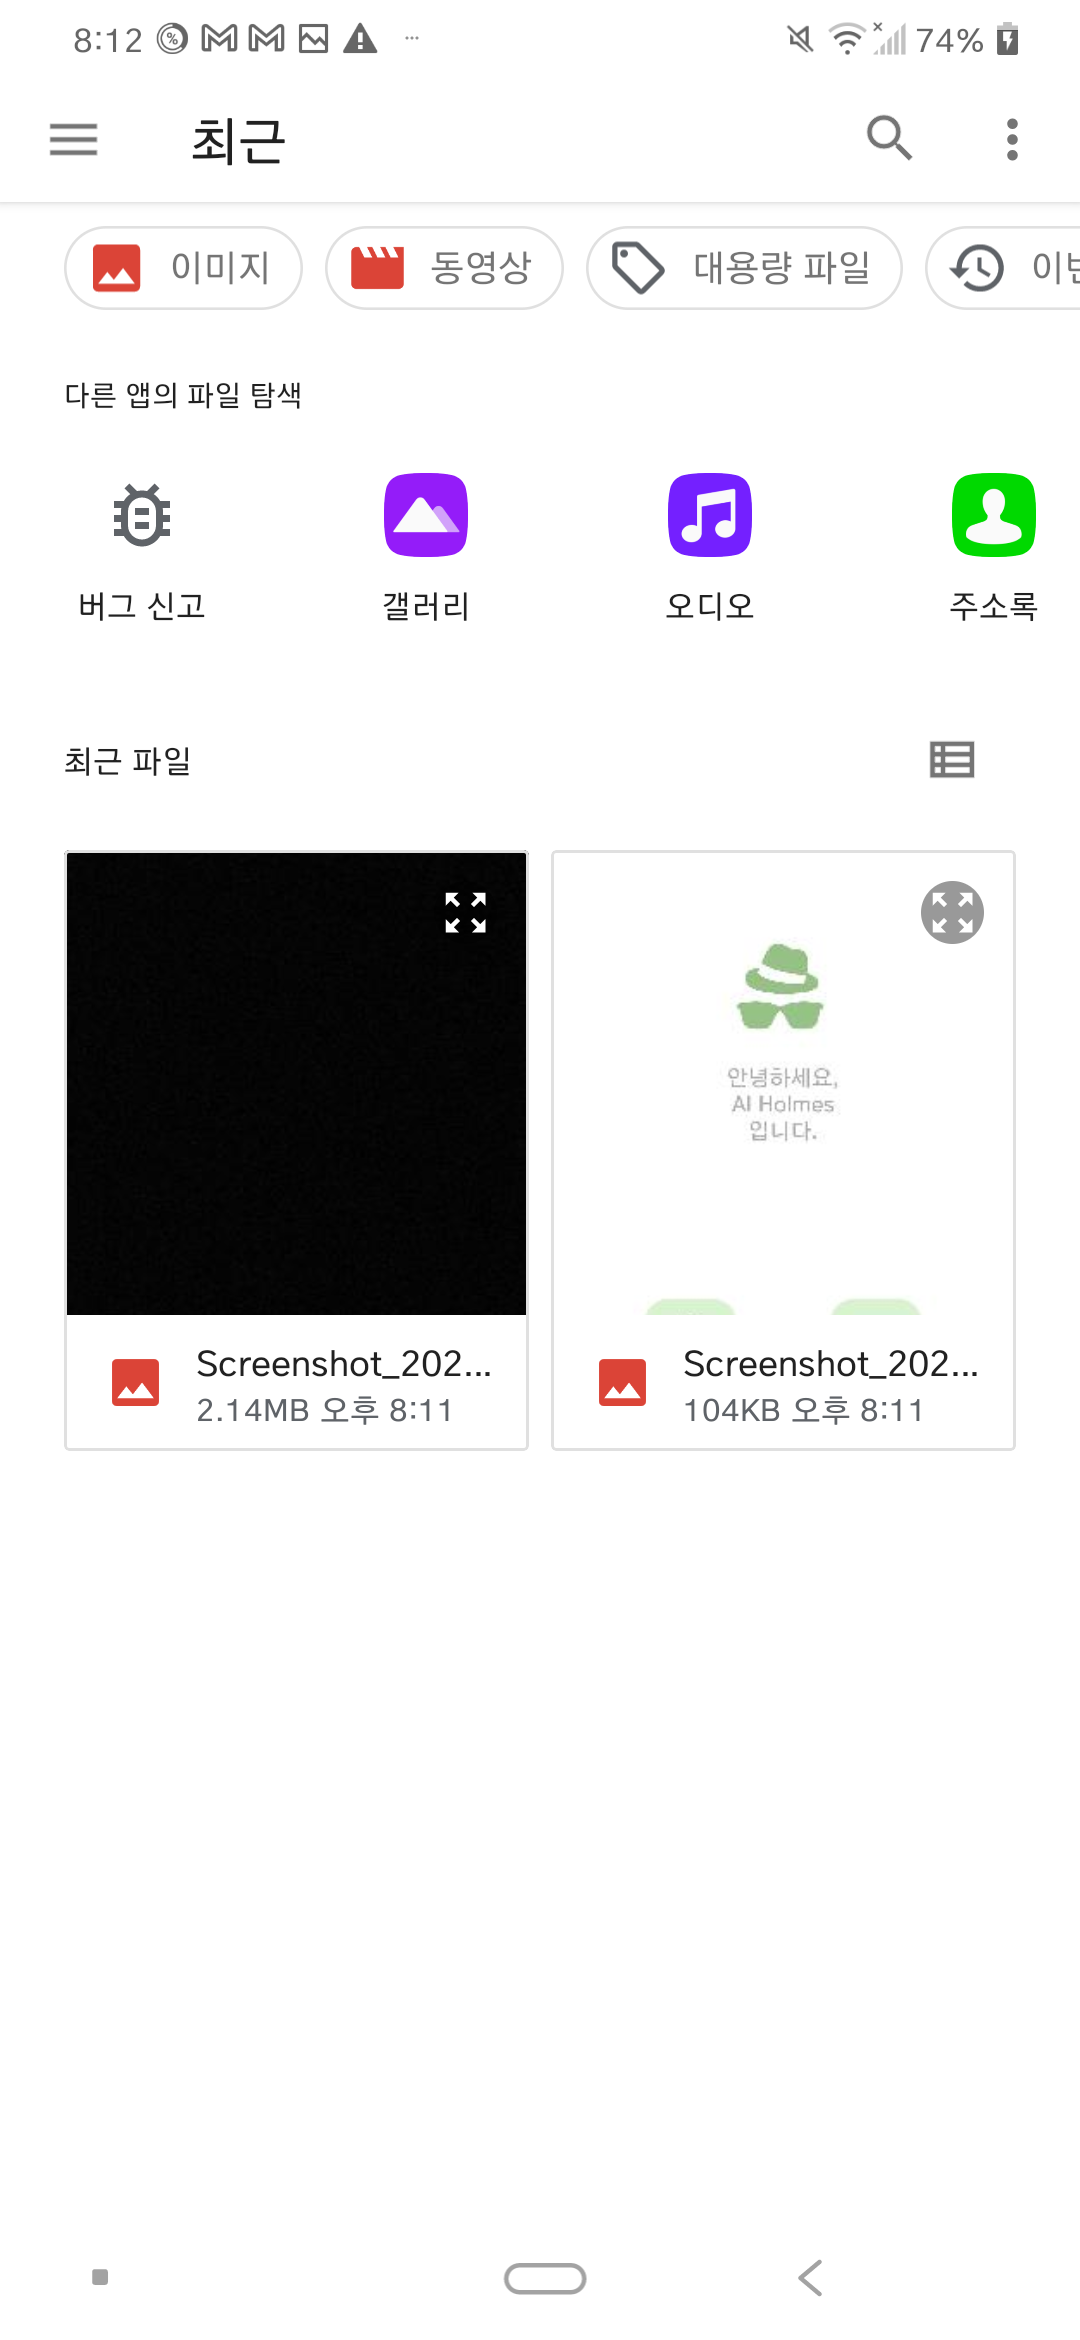 8:12
74%
최근
이미지
동영상
대용량 파일
다른 앱의 파일 탐색
버그 신고
갤러리
오디오
주소록
최근 파일
안녕하세요,
AI Holmes
입니다.
Screenshot_202...
2.14MB 오후 8:11
Screenshot_202...
104KB 오후 8:11